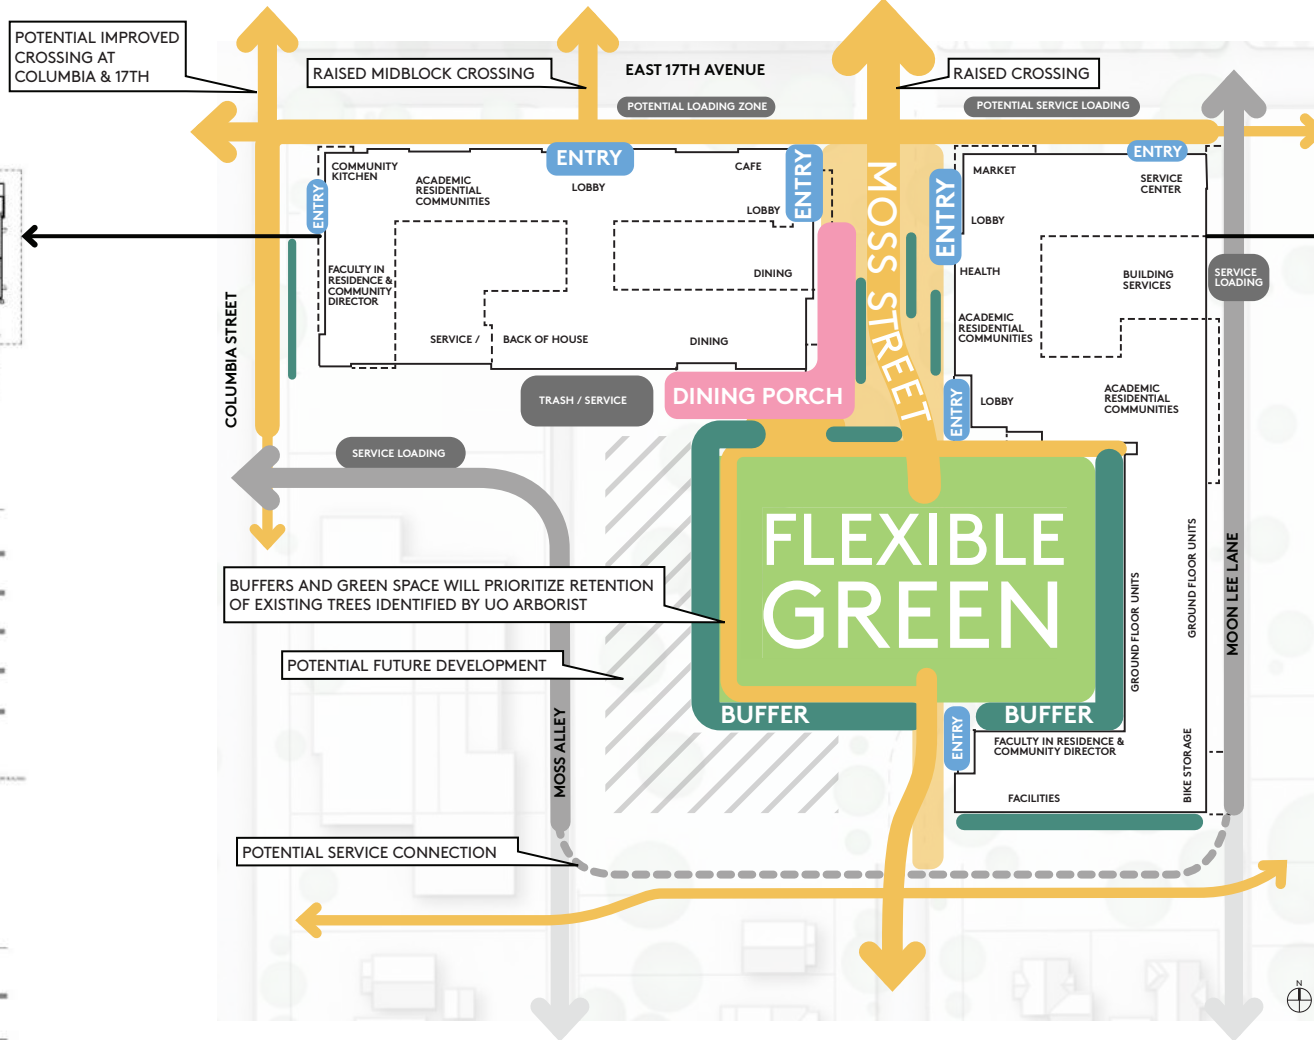 POTENTIAL IMPROVED
CROSSING AT
COLUMBIA & 17TH
RAISED MIDBLOCK CROSSING
EAST 17TH AVENUE
RAISED CROSSING
POTENTIAL LOADING ZONE
POTENTIAL SERVICE LOADING
ENTRY
ENTRY
ENTRY
ENTRY
ENTRY
COMMUNITY
KITCHEN
ACADEMIC
RESIDENTIAL
COMMUNITIES
LOBBY
CAFE
LOBBY
DINING
FACULTY IN
RESIDENCE &
COMMUNITY
DIRECTOR
SERVICE /
BACK OF HOUSE
DINING
MOSS STREET
MARKET
SERVICE
CENTER
LOBBY
HEALTH
BUILDING
SERVICES
SERVICE
LOADING
ACADEMIC
RESIDENTIAL
COMMUNITIES
COLUMBIA STREET
TRASH / SERVICE
DINING PORCH
ENTRY
LOBBY
ACADEMIC
RESIDENTIAL
COMMUNITIES
SERVICE LOADING
FLEXIBLE
GREEN
BUFFERS AND GREEN SPACE WILL PRIORITIZE RETENTION
OF EXISTING TREES IDENTIFIED BY UO ARBORIST
GROUND FLOOR UNITS
GROUND FLOOR UNITS
MOON LEE LANE
POTENTIAL FUTURE DEVELOPMENT
BUFFER
BUFFER
MOSS ALLEY
ENTRY
FACULTY IN RESIDENCE &
COMMUNITY DIRECTOR
BIKE STORAGE
FACILITIES
POTENTIAL SERVICE CONNECTION
N